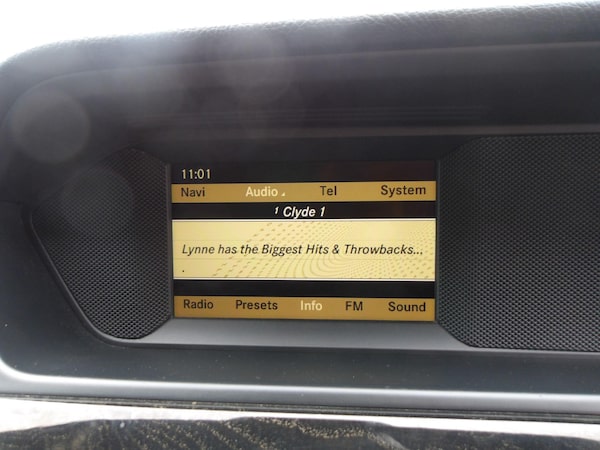 11:01
Navi Audio Tel System
1 Clyde 1
Lynne has the Biggest Hits & Throwbacks...
.
Radio Presets Info FM Sound